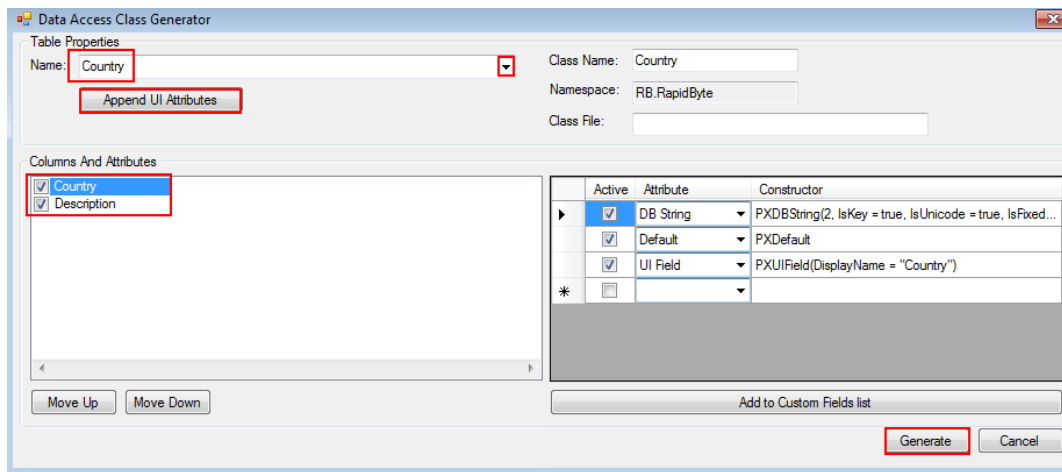 Data Access Class Generator
Table Properties
Name: Country
Append UI Attributes
Class Name: Country
Namespace: RB.RapidByte
Class File:
Columns And Attributes
Country
Description
Active Attribute Constructor
DB String PXDBString(2, IsKey = true, IsUnicode = true, IsFixed...
Default PXDefault
UI Field PXUIField(DisplayName = "Country")
Move Up Move Down
Add to Custom Fields list
Generate Cancel